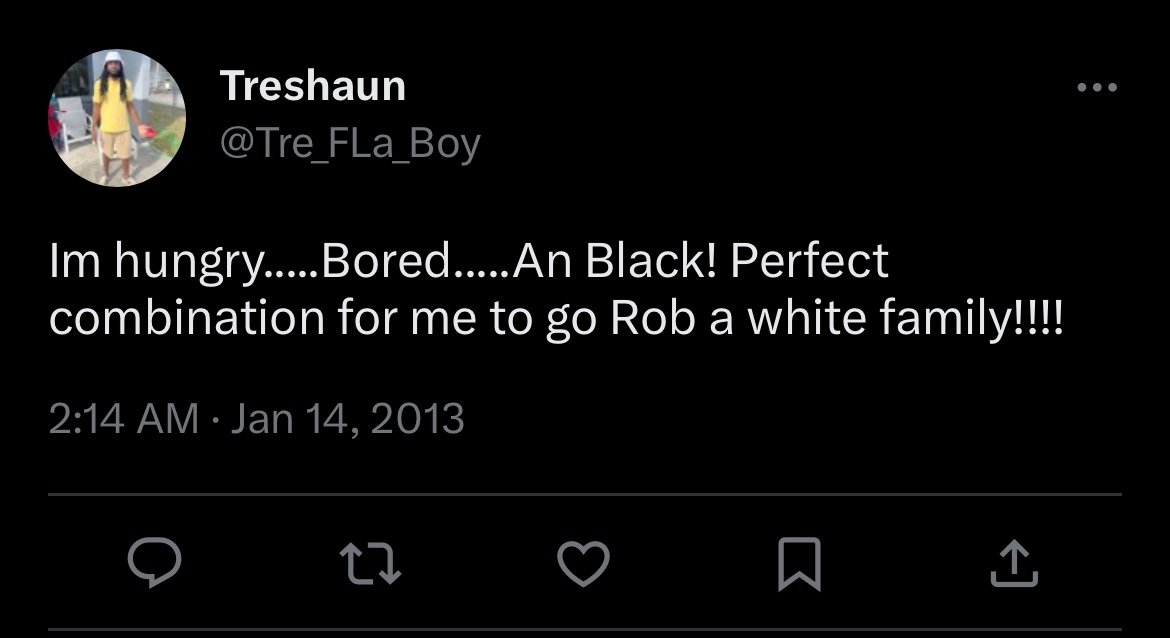 Treshaun
@Tre_FLa_Boy
Im hungry.....Bored.....An Black! Perfect
combination for me to go Rob a white family!!!!
2:14 AM · Jan 14, 2013